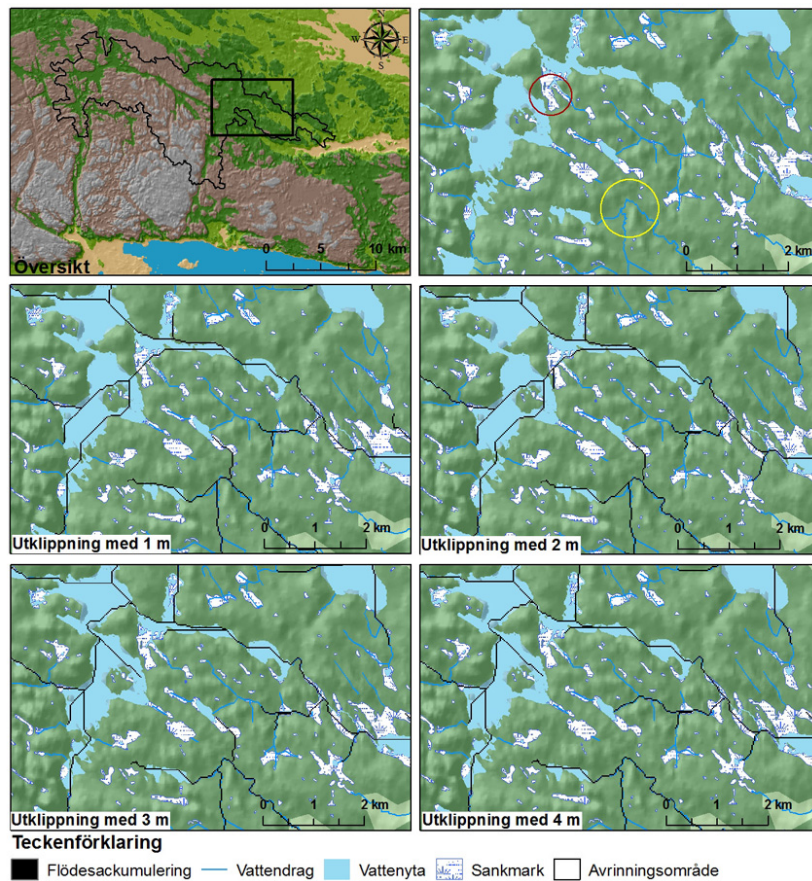 N
W E
S
Översikt
0 5 10 km
0 1 2 km
0 1 2 km
Utklippning med 1 m
0 1 2 km
Utklippning med 2 m
0 1 2 km
Utklippning med 3 m
0 1 2 km
Utklippning med 4 m
Teckenförklaring
Flödesackumulering Vattendrag Vattenyta Sankmark Avrinningsområde